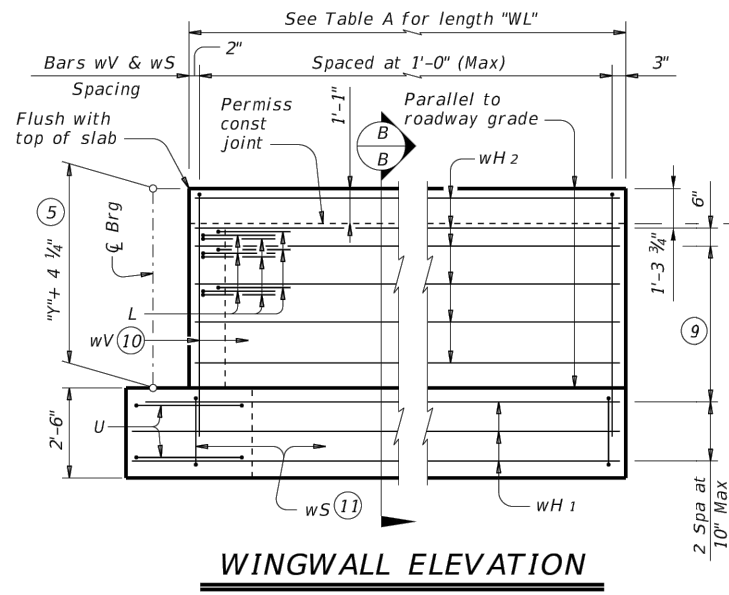 See Table A for length "WL"
2"
Bars wV & wS
Spaced at 1'-0" (Max)
3"
Spacing
Flush with
top of slab
Permiss
const
joint
1'-1"
Parallel to
roadway grade
B
B
wH 2
6"
5
℄ Brg
"Y"+ 4 ¼"
1'-3 ¾"
L
wV 10
9
2'-6"
U
wS 11
wH 1
2 Spa at
10" Max
WINGWALL ELEVATION